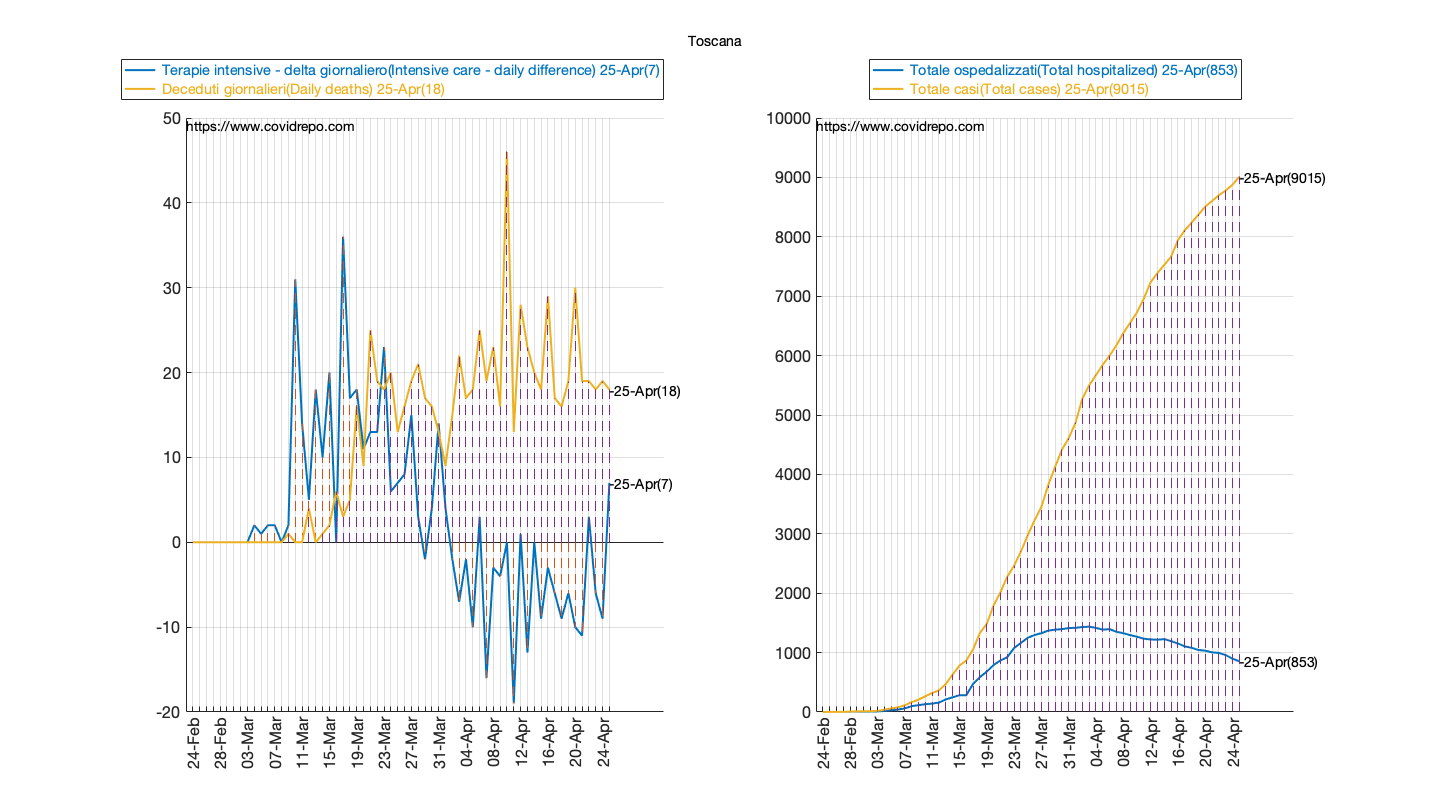 Toscana
Terapie intensive - delta giornaliero(Intensive care - daily difference) 25-Apr(7)
Deceduti giornalieri(Daily deaths) 25-Apr(18)
50
https://www.covidrepo.com
40
30
20
25-Apr(18)
10
25-Apr(7)
0
-10
-20
24-Feb
28-Feb
03-Mar
07-Mar
11-Mar
15-Mar
19-Mar
23-Mar
27-Mar
31-Mar
04-Apr
08-Apr
12-Apr
16-Apr
20-Apr
24-Apr
Totale ospedalizzati(Total hospitalized) 25-Apr(853)
Totale casi(Total cases) 25-Apr(9015)
10000
https://www.covidrepo.com
9000
25-Apr(9015)
8000
7000
6000
5000
4000
3000
2000
1000
25-Apr(853)
0
24-Feb
28-Feb
03-Mar
07-Mar
11-Mar
15-Mar
19-Mar
23-Mar
27-Mar
31-Mar
04-Apr
08-Apr
12-Apr
16-Apr
20-Apr
24-Apr